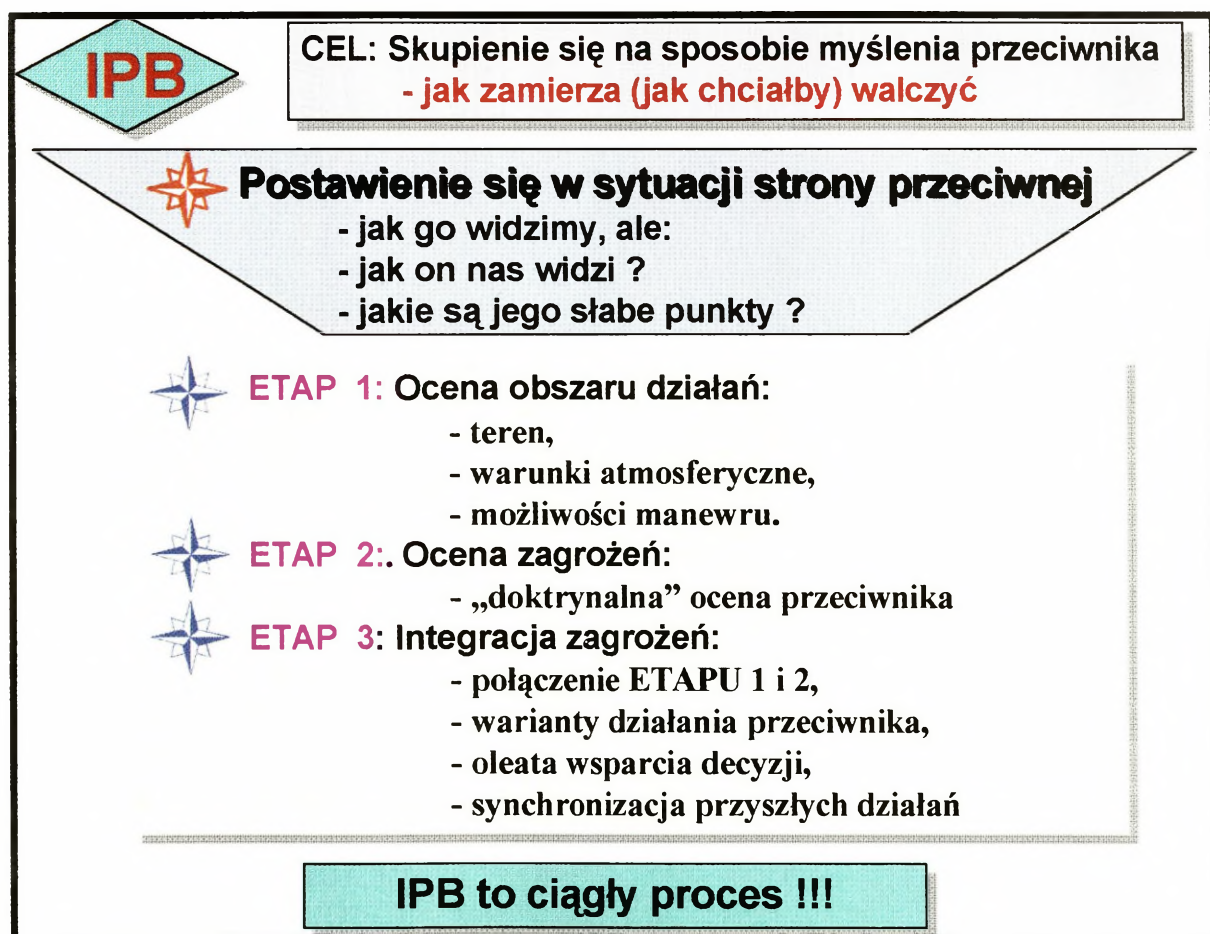 IPB
CEL: Skupienie się na sposobie myślenia przeciwnika
- jak zamierza (jak chciałby) walczyć
Postawienie się w sytuacji strony przeciwnej
- jak go widzimy, ale:
- jak on nas widzi ?
- jakie są jego słabe punkty ?
ETAP 1: Ocena obszaru działań:
- teren,
- warunki atmosferyczne,
- możliwości manewru.
ETAP 2:. Ocena zagrożeń:
- „doktrynalna” ocena przeciwnika
ETAP 3: Integracja zagrożeń:
- połączenie ETAPU 1 i 2,
- warianty działania przeciwnika,
- oleata wsparcia decyzji,
- synchronizacja przyszłych działań
IPB to ciągły proces !!!